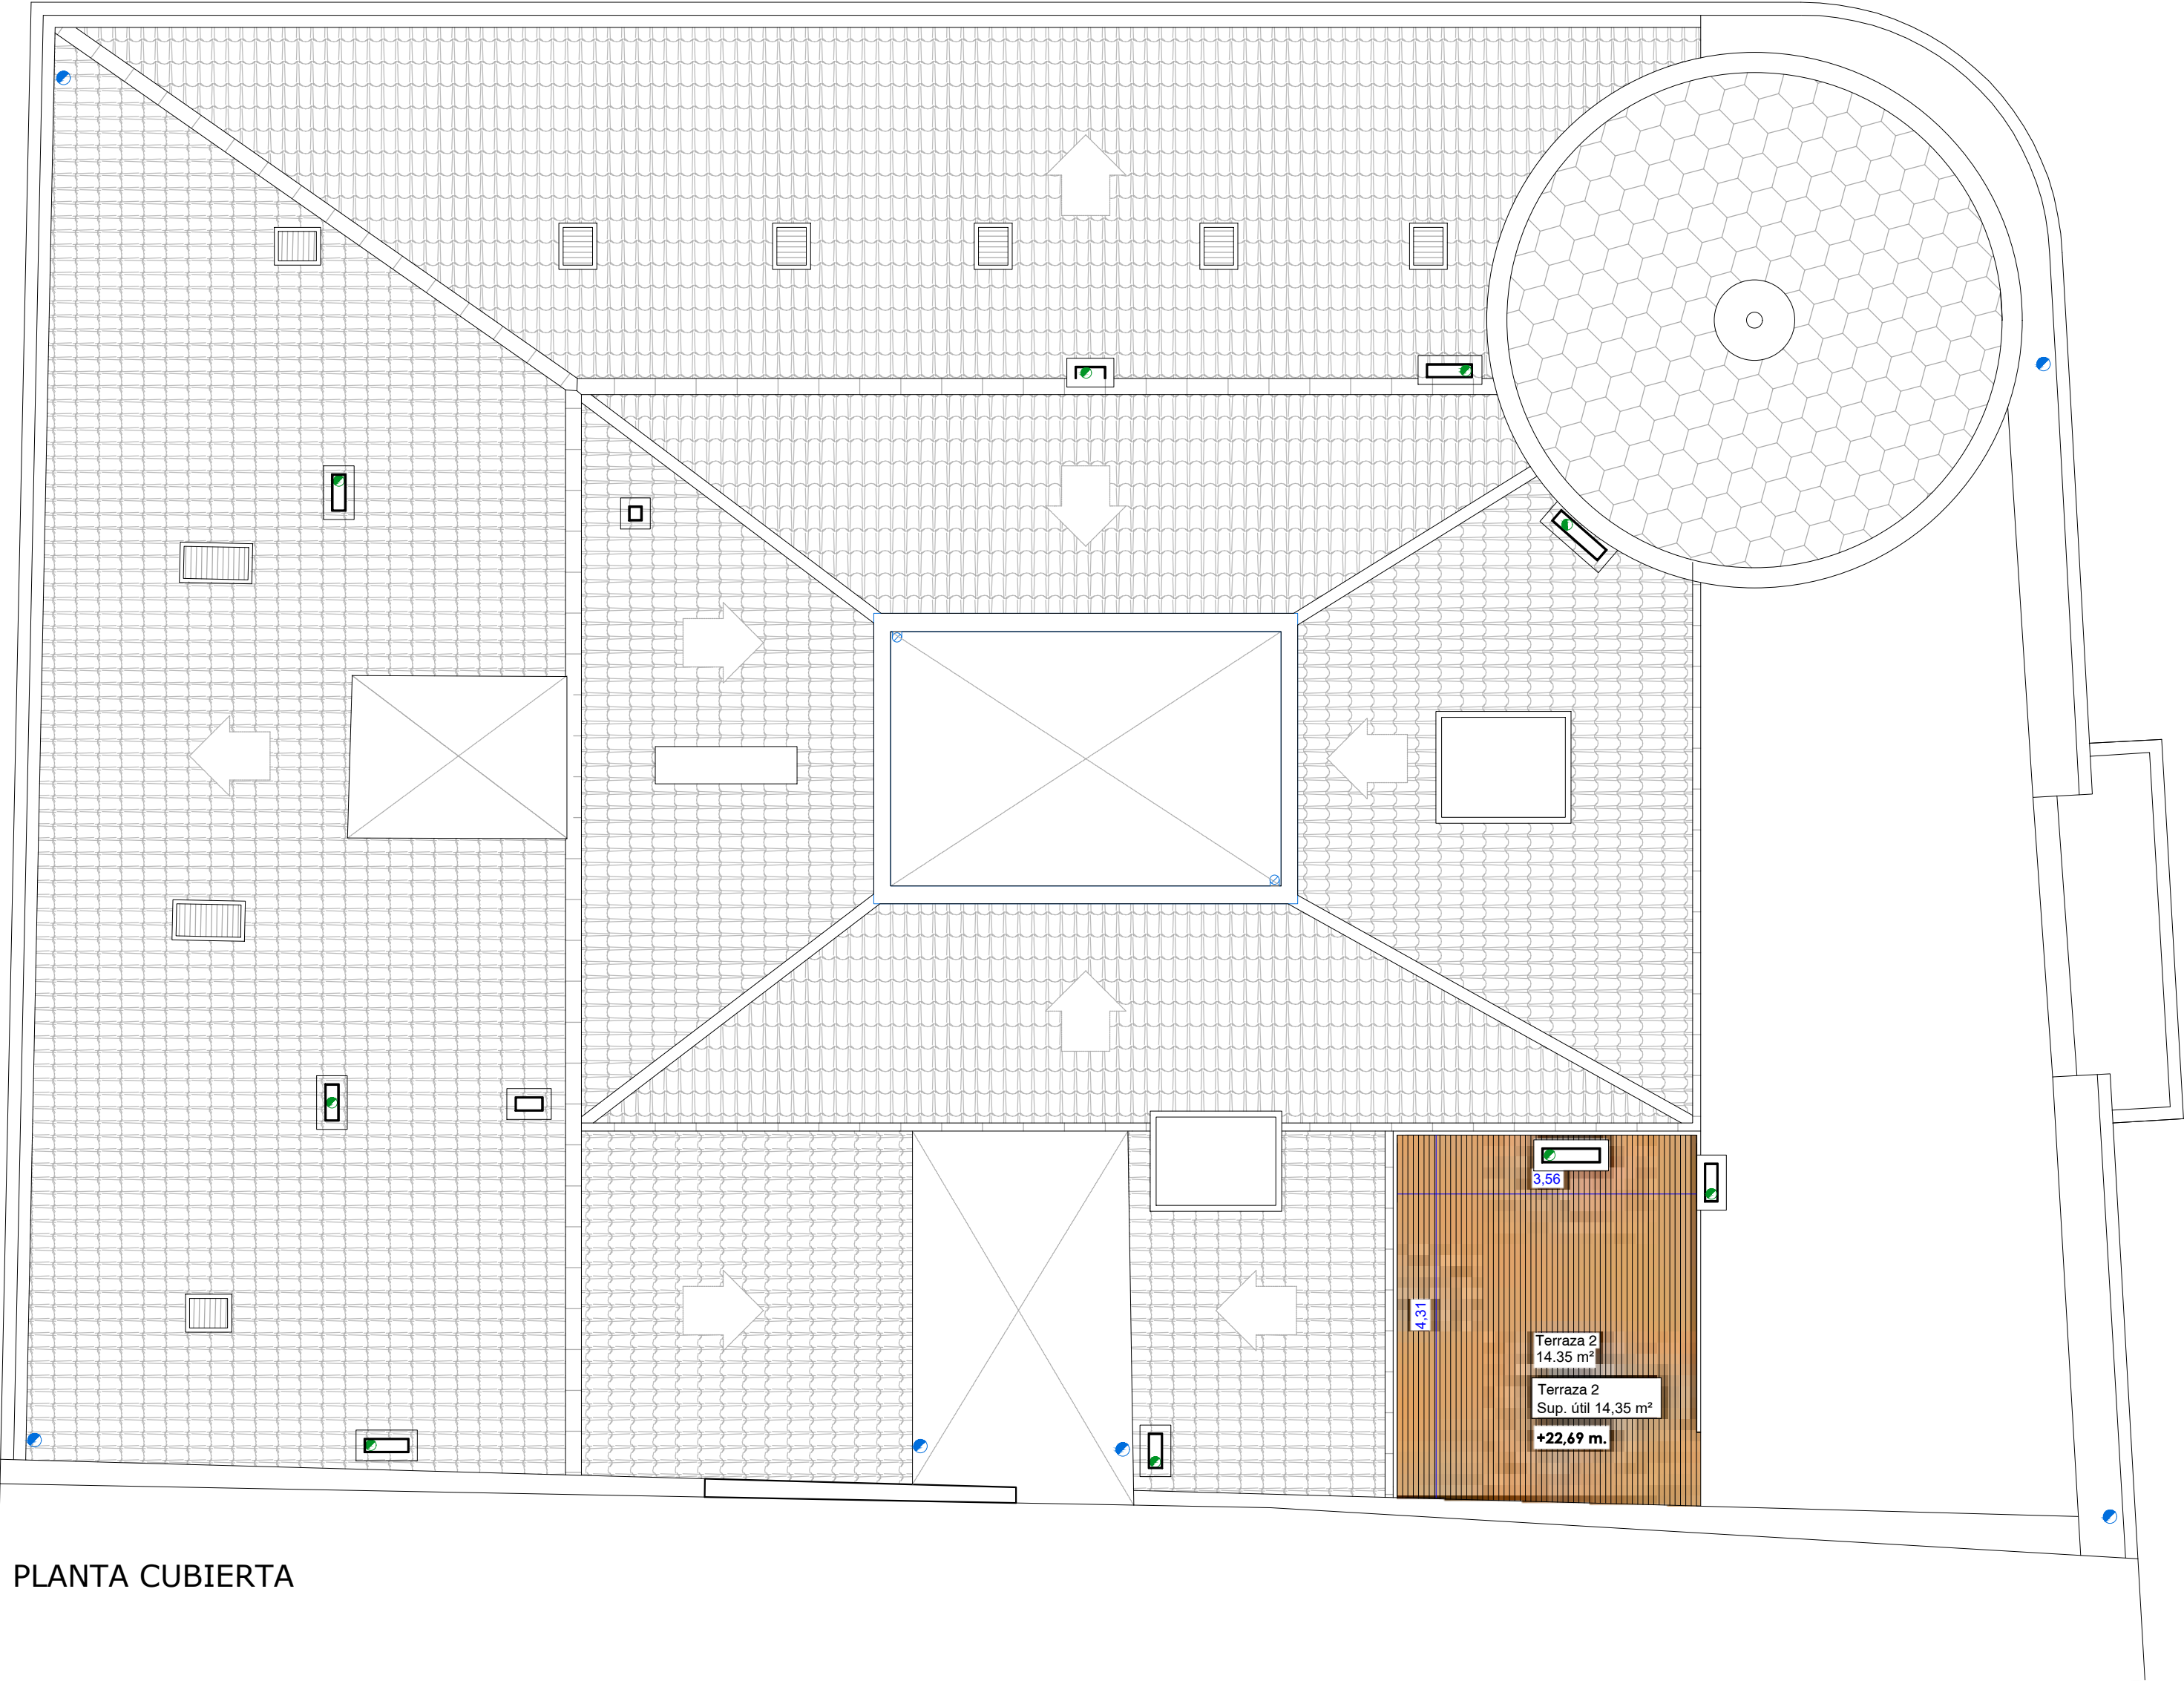 3,56
4,31
Terraza 2
14.35 m²
Terraza 2
Sup. útil 14,35 m²
+22,69 m.
PLANTA CUBIERTA